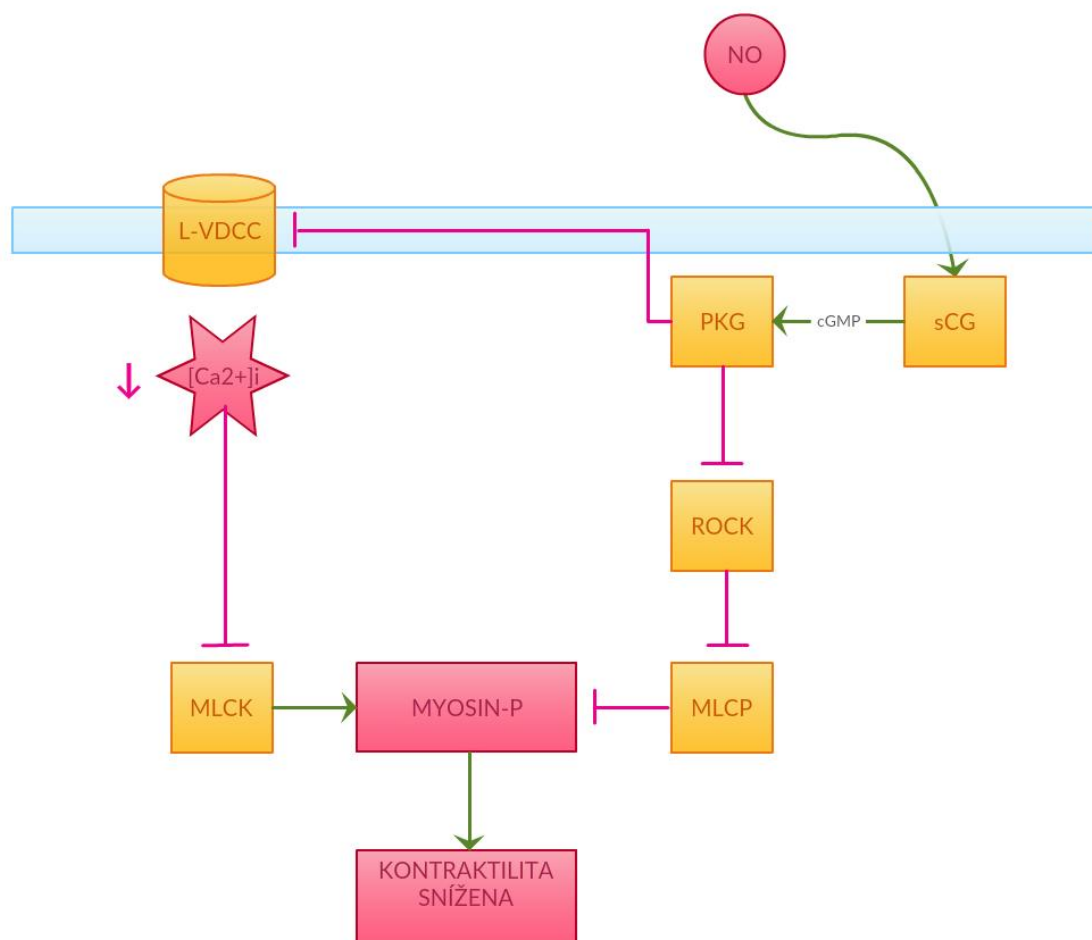 NO
L-VDCC
PKG
cGMP
sCG
[Ca2+]i
ROCK
MLCK
MYOSIN-P
MLCP
KONTRAKTILITA
SNÍŽENA